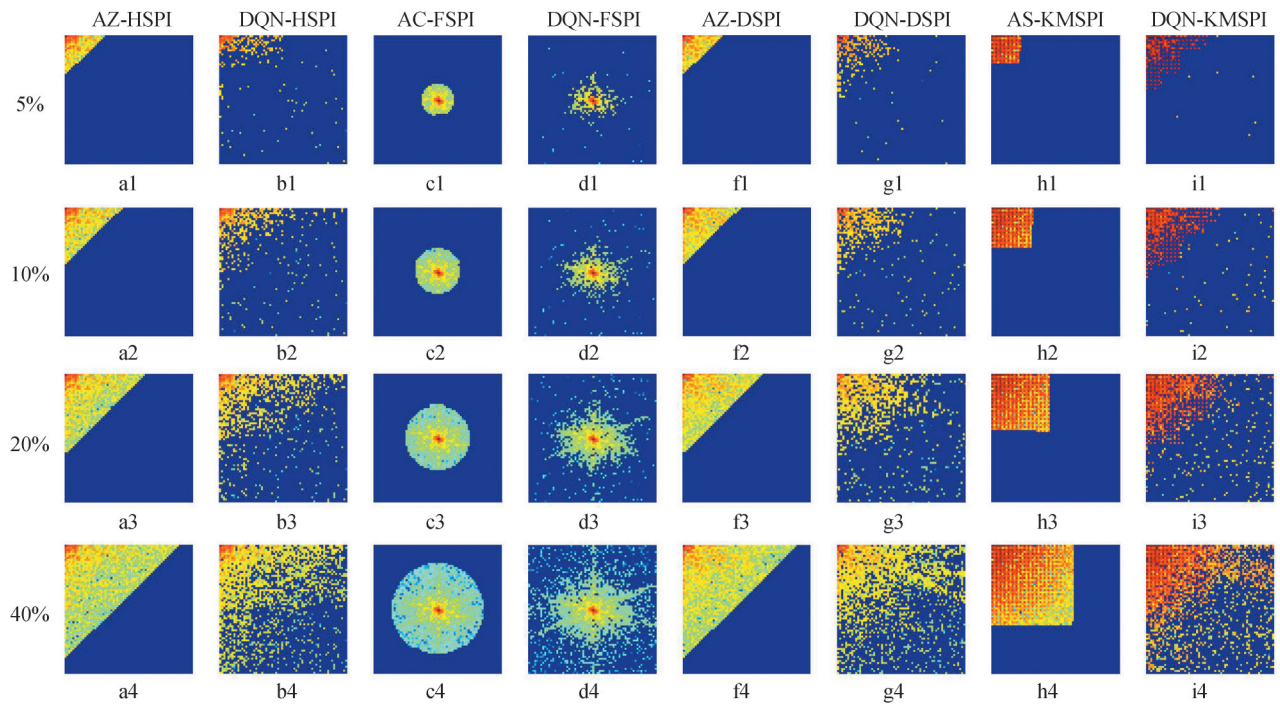 AZ-HSPI DQN-HSPI AC-FSPI DQN-FSPI AZ-DSPI DQN-DSPI AS-KMSPI DQN-KMSPI
5%
a1 b1 c1 d1 f1 g1 h1 i1
10%
a2 b2 c2 d2 f2 g2 h2 i2
20%
a3 b3 c3 d3 f3 g3 h3 i3
40%
a4 b4 c4 d4 f4 g4 h4 i4